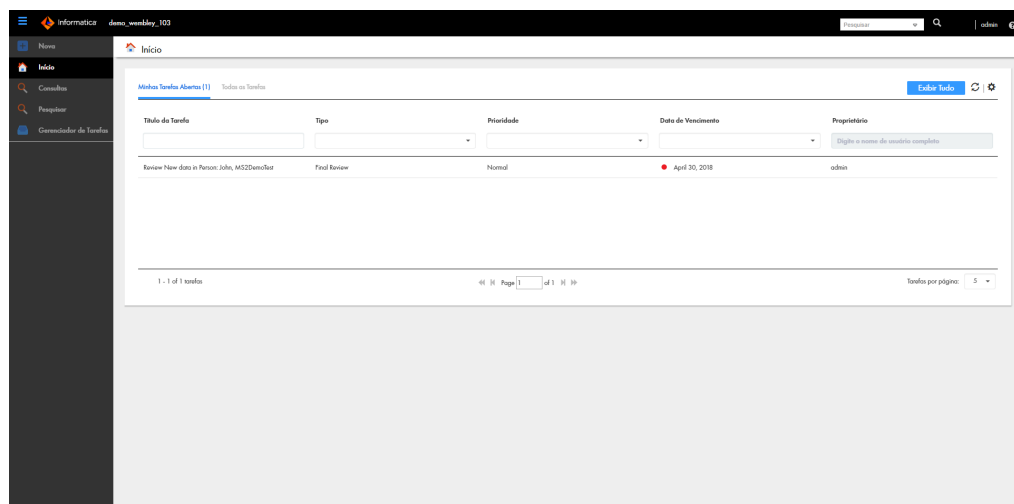 Informatica demo_wembley_103
Pesquisar
admin
Novo
Início
Consultas
Pesquisar
Gerenciador de Tarefas
Início
Minhas Tarefas Abertas (1) Todas as Tarefas
Exibir Tudo
Título da Tarefa Tipo Prioridade Data de Vencimento Proprietário
Digite o nome de usuário completo
Review New data in Person: John, MS2DemoTest Final Review Normal April 30, 2018 admin
1 - 1 of 1 tarefas
Page 1 of 1
Tarefas por página: 5